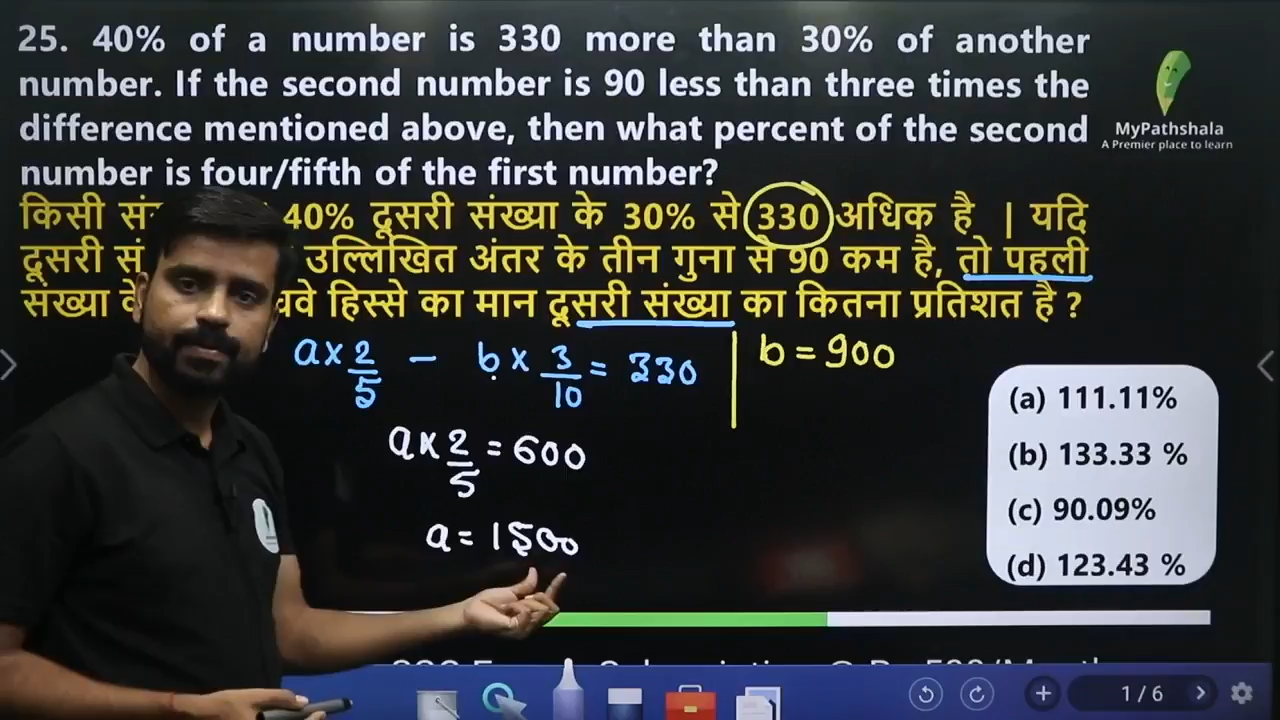 25. 40% of a number is 330 more than 30% of another
number. If the second number is 90 less than three times the
difference mentioned above, then what percent of the second
number is four/fifth of the first number?
MyPathshala
A Premier place to learn
किसी 40% दूसरी संख्या के 30% से 330 अधिक है | यदि
दूसरी उल्लिखित अंतर के तीन गुना से 90 कम है, तो पहली
संख्या हिस्से का मान दूसरी संख्या का कितना प्रतिशत है ?
a × 2/5 − b × 3/10 = 330
b = 900
a × 2/5 = 600
a = 1500
(a) 111.11%
(b) 133.33 %
(c) 90.09%
(d) 123.43 %
1 / 6